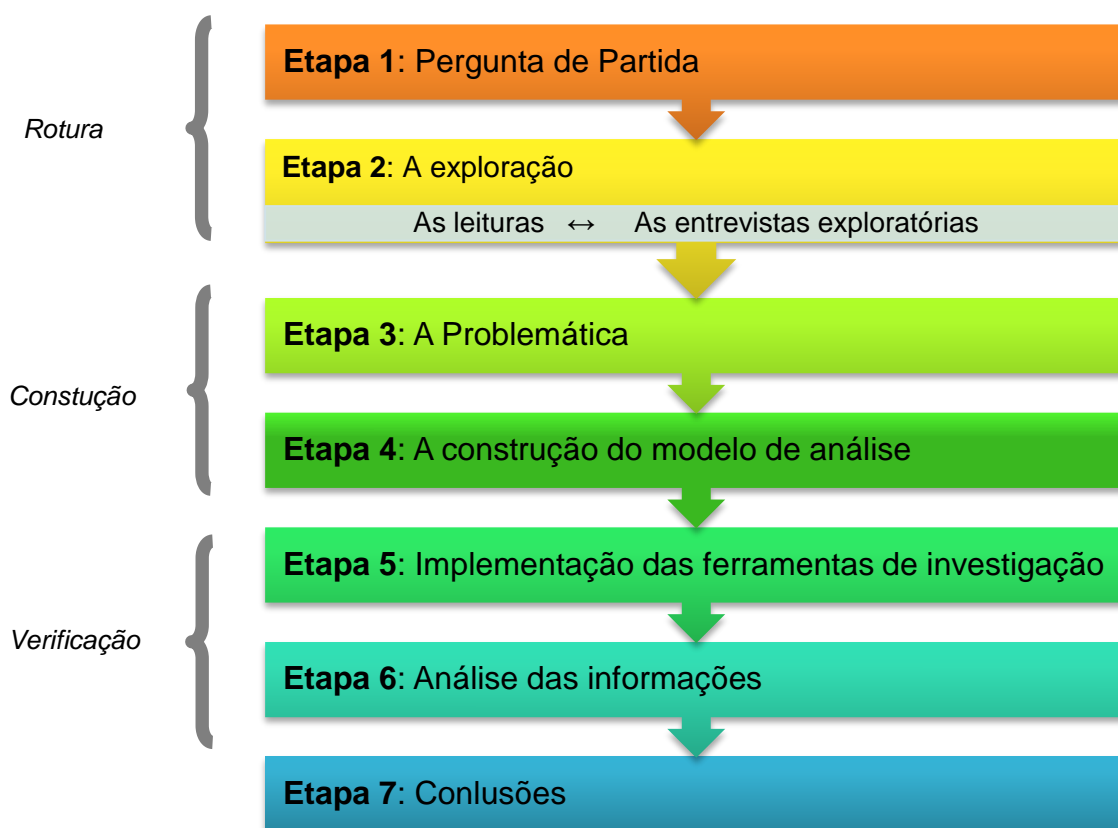 Rotura
Etapa 1: Pergunta de Partida
Etapa 2: A exploração
As leituras ↔ As entrevistas exploratórias
Constução
Etapa 3: A Problemática
Etapa 4: A construção do modelo de análise
Verificação
Etapa 5: Implementação das ferramentas de investigação
Etapa 6: Análise das informações
Etapa 7: Conlusões